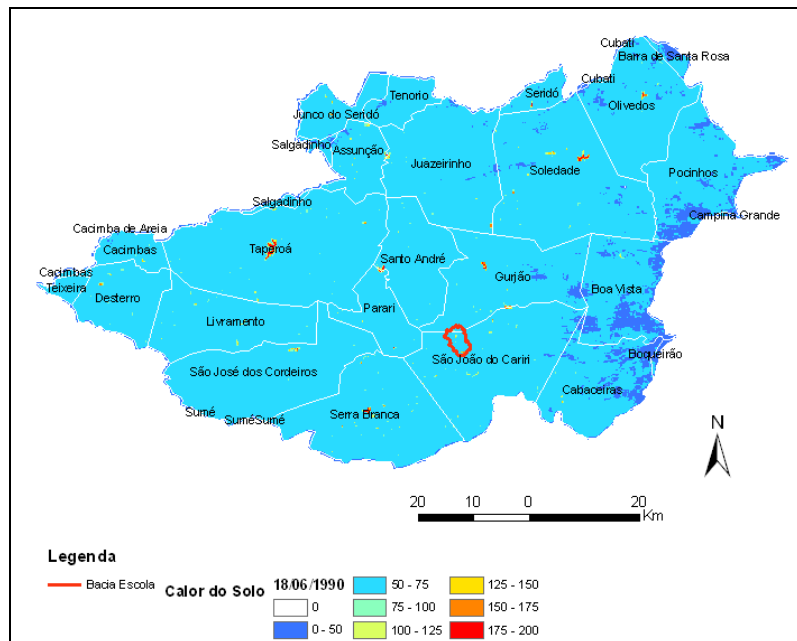 Cubati
Barra de Santa Rosa
Cubati
Seridó
Tenorio
Olivedos
Junco do Seridó
Salgadinho
Assunção
Juazeirinho
Soledade
Pocinhos
Salgadinho
Campina Grande
Cacimba de Areia
Cacimbas
Taperoá
Santo André
Gurjão
Cacimbas
Teixeira
Desterro
Boa Vista
Parari
Livramento
Boqueirão
São João do Cariri
São José dos Cordeiros
Cabaceiras
Sumé
SuméSumé
Serra Branca
N
20 10 0 20
Km
Legenda
Bacia Escola
Calor do Solo
18/06/1990
0
0 - 50
50 - 75
75 - 100
100 - 125
125 - 150
150 - 175
175 - 200